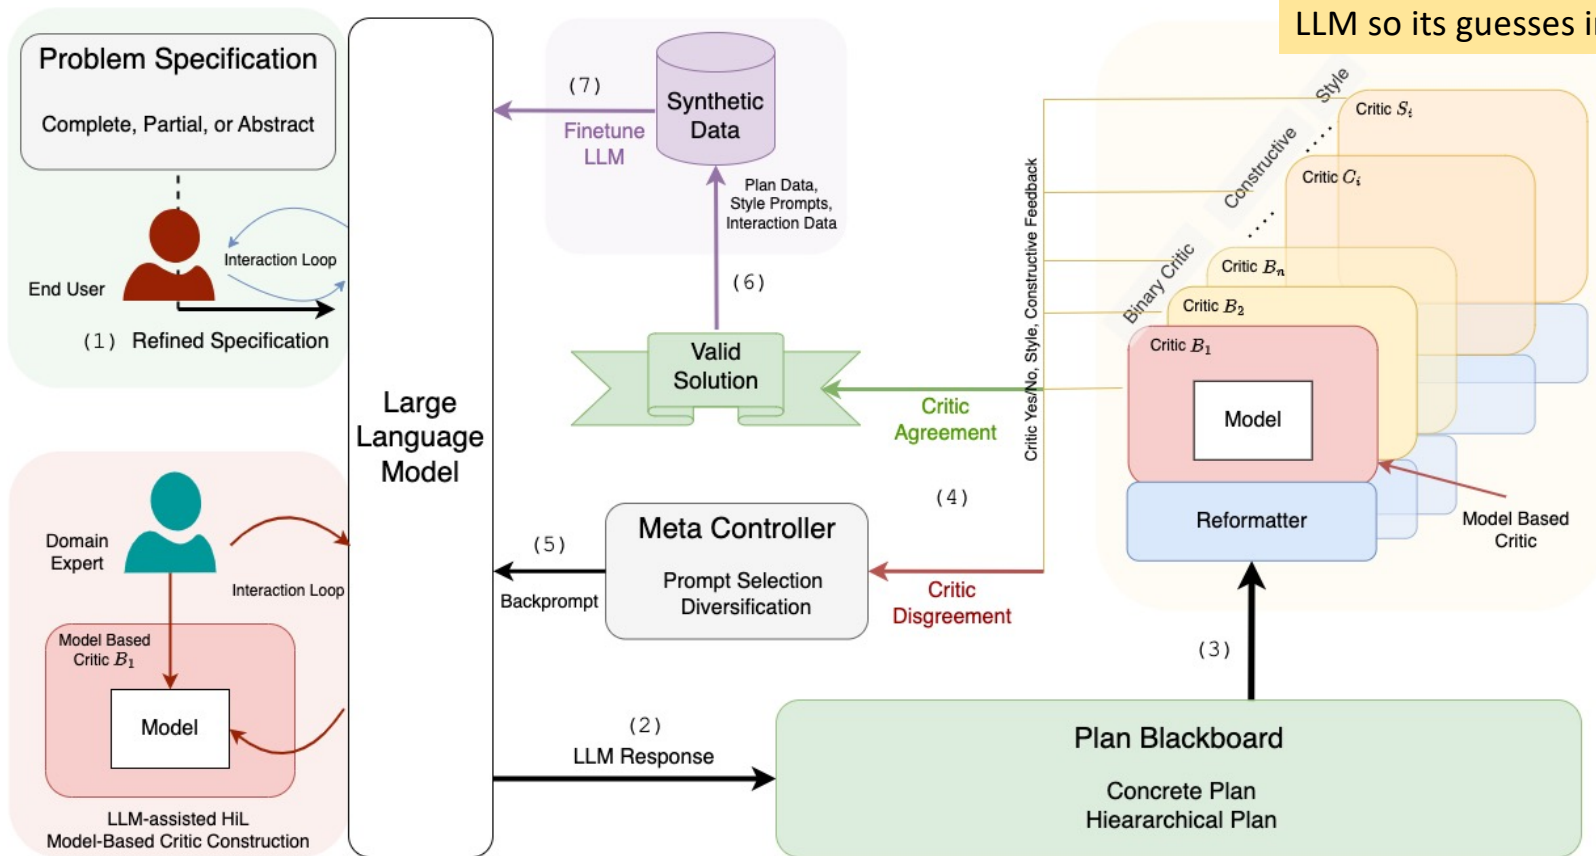 LLM so its guesses i
Problem Specification
Complete, Partial, or Abstract
End User
Interaction Loop
(1) Refined Specification
Domain
Expert
Interaction Loop
Model Based
Critic B₁
Model
LLM-assisted HiL
Model-Based Critic Construction
Large
Language
Model
(7)
Finetune
LLM
Synthetic
Data
Plan Data,
Style Prompts,
Interaction Data
(6)
Valid
Solution
Critic
Agreement
(4)
Meta Controller
Prompt Selection
Diversification
(5)
Backprompt
Critic
Disgreement
Critic Yes/No, Style, Constructive Feedback
Style
Constructive
Binary Critic
Critic Sᵢ
Critic Cᵢ
Critic Bₙ
Critic B₂
Critic B₁
Model
Reformatter
Model Based
Critic
(3)
(2)
LLM Response
Plan Blackboard
Concrete Plan
Hieararchical Plan